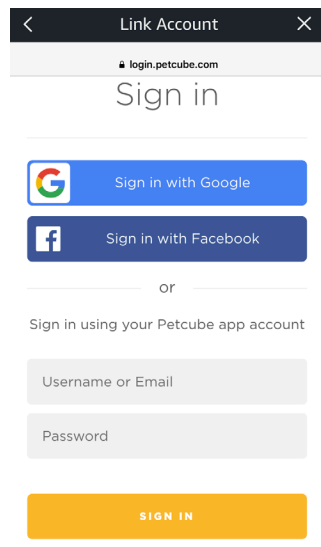 Link Account
login.petcube.com
Sign in
Sign in with Google
Sign in with Facebook
or
Sign in using your Petcube app account
Username or Email
Password
SIGN IN